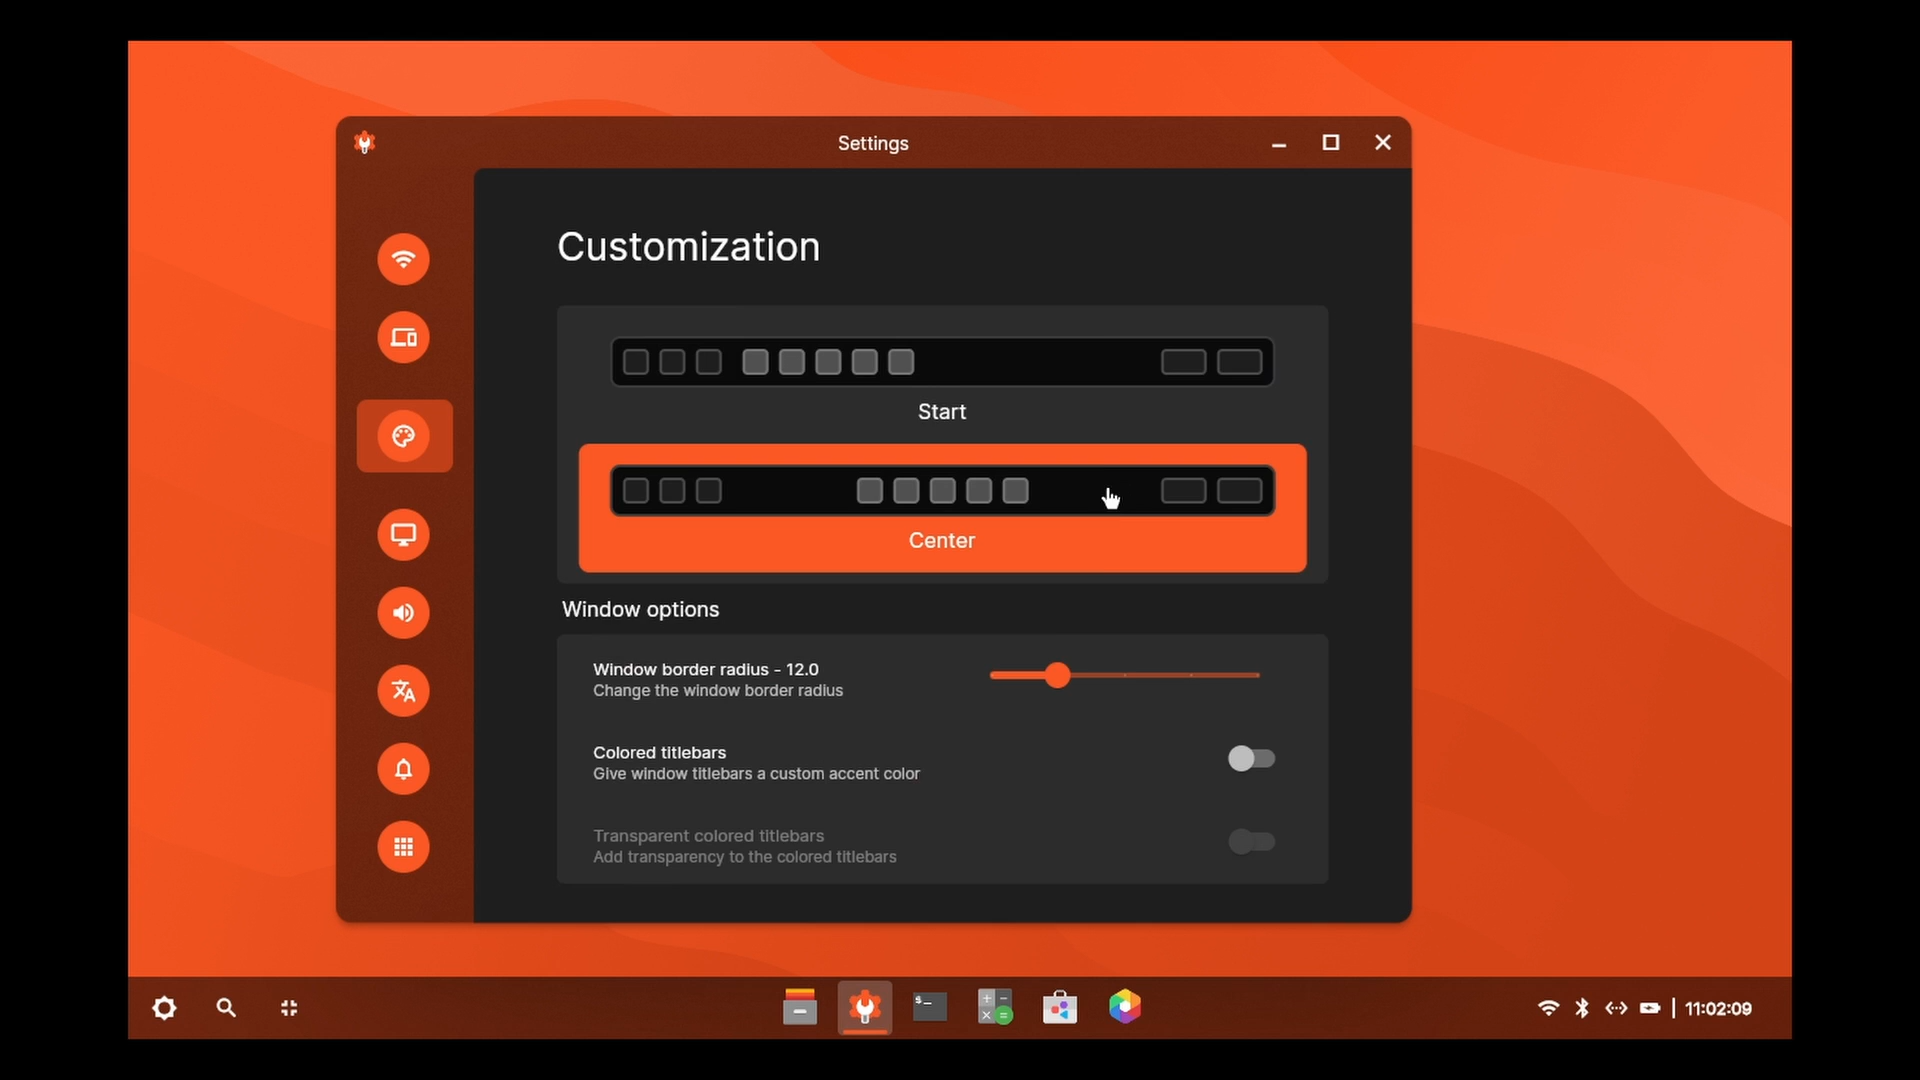 Settings
Customization
Start
Center
Window options
Window border radius - 12.0
Change the window border radius
Colored titlebars
Give window titlebars a custom accent color
Transparent colored titlebars
Add transparency to the colored titlebars
$_
11:02:09